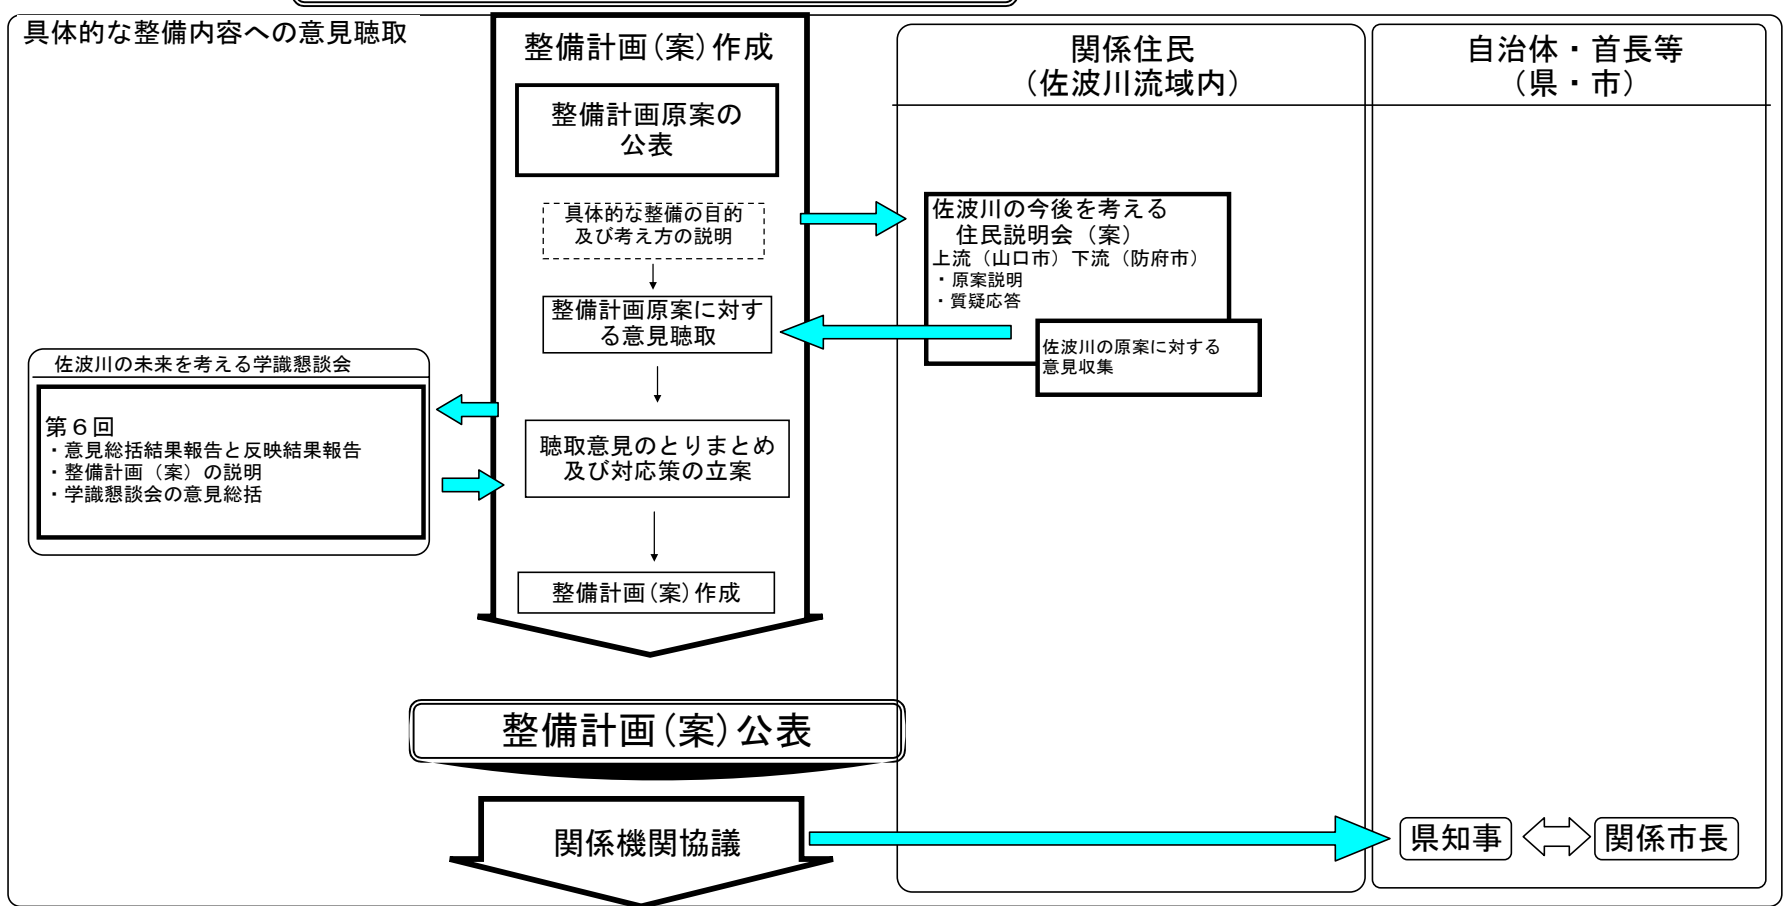 具体的な整備内容への意見聴取
整備計画(案)作成
整備計画原案の
公表
具体的な整備の目的
及び考え方の説明
整備計画原案に対す
る意見聴取
聴取意見のとりまとめ
及び対応策の立案
整備計画(案)作成
佐波川の未来を考える学識懇談会
第6回
・意見総括結果報告と反映結果報告
・整備計画(案)の説明
・学識懇談会の意見総括
関係住民
(佐波川流域内)
佐波川の今後を考える
住民説明会(案)
上流(山口市)下流(防府市)
・原案説明
・質疑応答
佐波川の原案に対する
意見収集
自治体・首長等
(県・市)
整備計画(案)公表
関係機関協議
県知事
関係市長